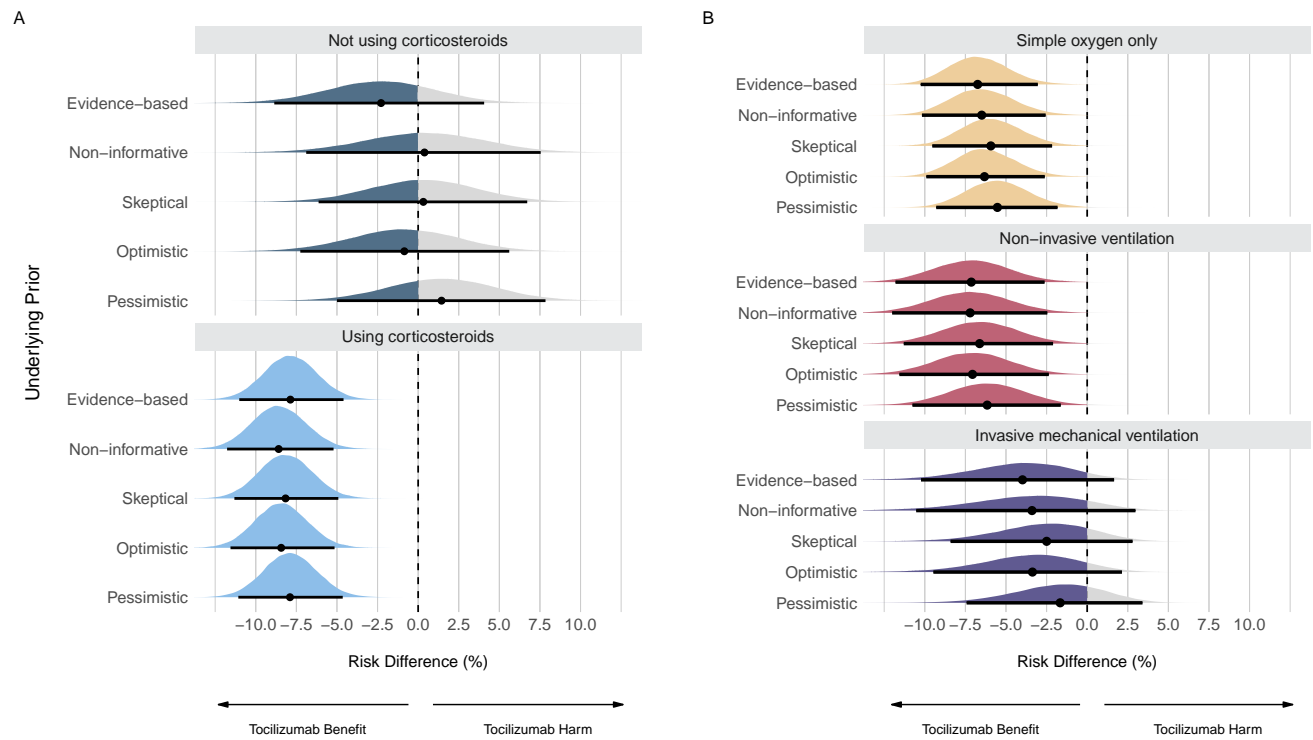 A
Not using corticosteroids
Evidence−based
Non−informative
Skeptical
Optimistic
Pessimistic
Using corticosteroids
Evidence−based
Non−informative
Skeptical
Optimistic
Pessimistic
Underlying Prior
−10.0 −7.5 −5.0 −2.5 0.0 2.5 5.0 7.5 10.0
Risk Difference (%)
Tocilizumab Benefit Tocilizumab Harm
B
Simple oxygen only
Evidence−based
Non−informative
Skeptical
Optimistic
Pessimistic
Non−invasive ventilation
Evidence−based
Non−informative
Skeptical
Optimistic
Pessimistic
Invasive mechanical ventilation
Evidence−based
Non−informative
Skeptical
Optimistic
Pessimistic
−10.0 −7.5 −5.0 −2.5 0.0 2.5 5.0 7.5 10.0
Risk Difference (%)
Tocilizumab Benefit Tocilizumab Harm